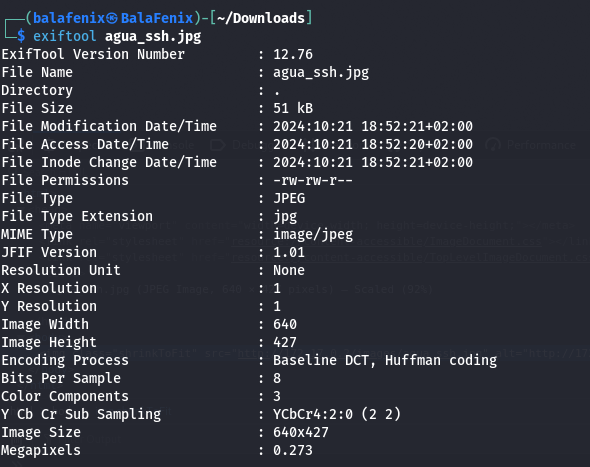 ┌──(balafenix㉿BalaFenix)-[~/Downloads]
└─$ exiftool agua_ssh.jpg
ExifTool Version Number : 12.76
File Name : agua_ssh.jpg
Directory : .
File Size : 51 kB
File Modification Date/Time : 2024:10:21 18:52:21+02:00
File Access Date/Time : 2024:10:21 18:52:20+02:00
File Inode Change Date/Time : 2024:10:21 18:52:21+02:00
File Permissions : -rw-rw-r--
File Type : JPEG
File Type Extension : jpg
MIME Type : image/jpeg
JFIF Version : 1.01
Resolution Unit : None
X Resolution : 1
Y Resolution : 1
Image Width : 640
Image Height : 427
Encoding Process : Baseline DCT, Huffman coding
Bits Per Sample : 8
Color Components : 3
Y Cb Cr Sub Sampling : YCbCr4:2:0 (2 2)
Image Size : 640x427
Megapixels : 0.273